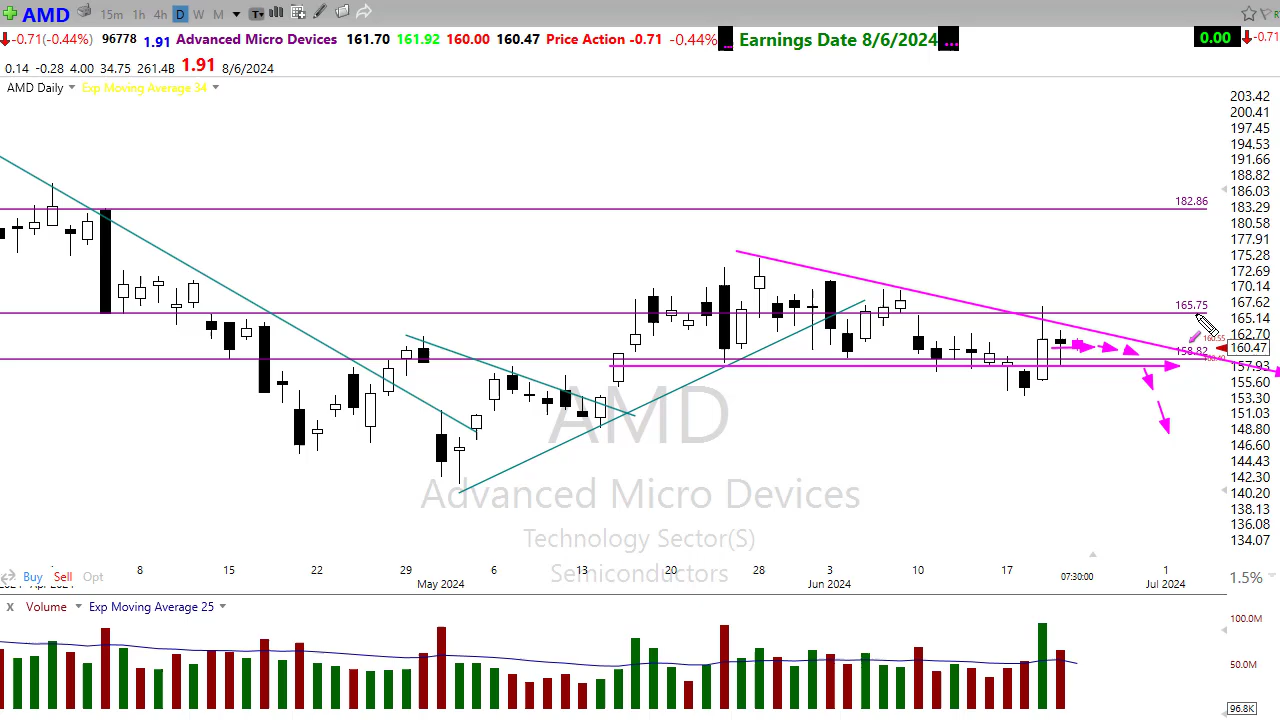 AMD 15m 1h 4h D W M T
-0.71(-0.44%) 96778 1.91 Advanced Micro Devices 161.70 161.92 160.00 160.47 Price Action -0.71 -0.44% ... Earnings Date 8/6/2024 ... 0.00 -0.71
0.14 -0.28 4.00 34.75 261.4B 1.91 8/6/2024
AMD Daily Exp Moving Average 34
203.42
200.41
197.45
194.53
191.66
188.82
186.03
182.86 183.29
180.58
177.91
175.28
172.69
170.14
165.75 167.62
165.14
162.70
160.55
160.47
158.82
160.40
157.93
155.60
153.30
151.03
148.80
146.60
144.43
142.30
140.20
138.13
136.08
134.07
AMD
Advanced Micro Devices
Technology Sector(S)
Semiconductors
8 15 22 29 6 13 20 28 3 10 17 1
Buy Sell Opt 07:30:00 1.5%
May 2024 Jun 2024 Jul 2024
X Volume Exp Moving Average 25
100.0M
50.0M
96.8K